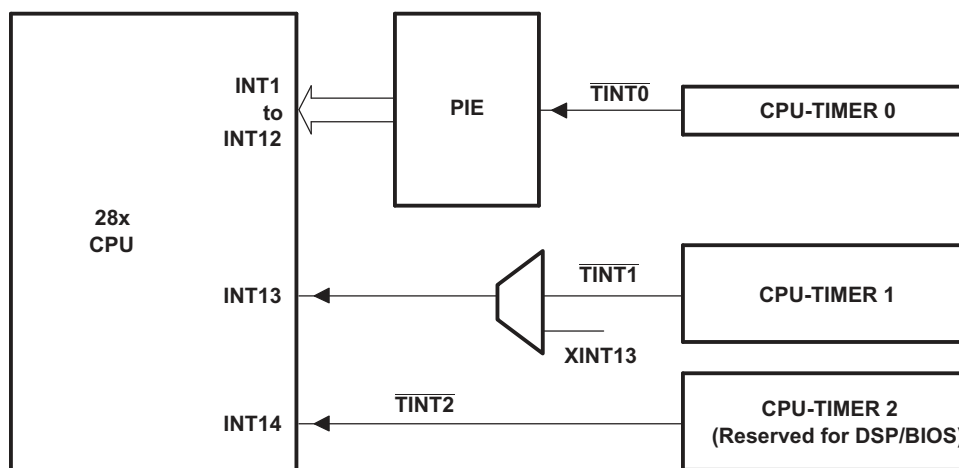 INT1
to
INT12
PIE
TINT0
CPU-TIMER 0
28x
CPU
INT13
TINT1
XINT13
CPU-TIMER 1
INT14
TINT2
CPU-TIMER 2
(Reserved for DSP/BIOS)